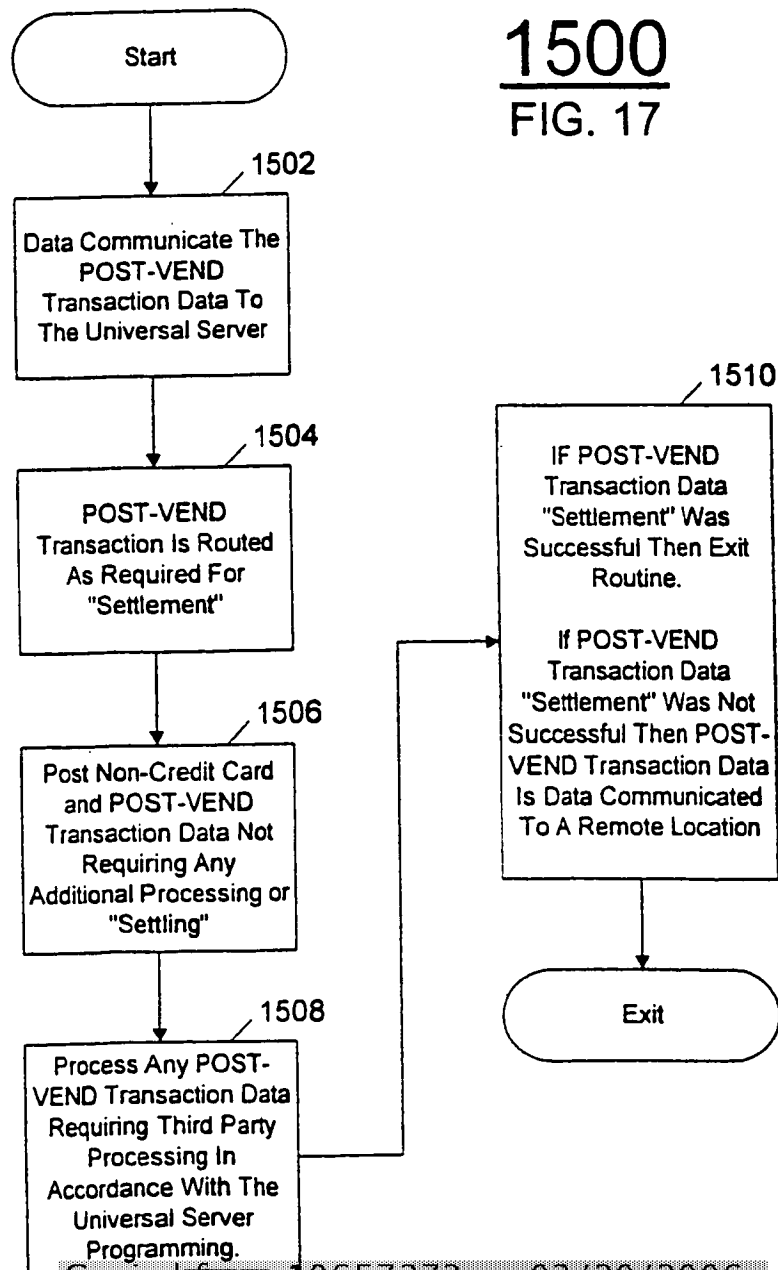 1500
FIG. 17
Start
1502
Data Communicate The
POST-VEND
Transaction Data To
The Universal Server
1504
POST-VEND
Transaction Is Routed
As Required For
"Settlement"
1506
Post Non-Credit Card
and POST-VEND
Transaction Data Not
Requiring Any
Additional Processing or
"Settling"
1508
Process Any POST-
VEND Transaction Data
Requiring Third Party
Processing In
Accordance With The
Universal Server
Programming.
1510
IF POST-VEND
Transaction Data
"Settlement" Was
Successful Then Exit
Routine.
If POST-VEND
Transaction Data
"Settlement" Was Not
Successful Then POST-
VEND Transaction Data
Is Data Communicated
To A Remote Location
Exit